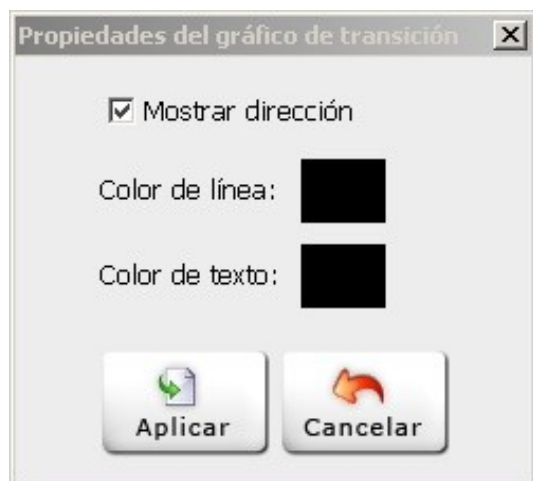 Propiedades del gráfico de transición
Mostrar dirección
Color de línea:
Color de texto:
Aplicar
Cancelar